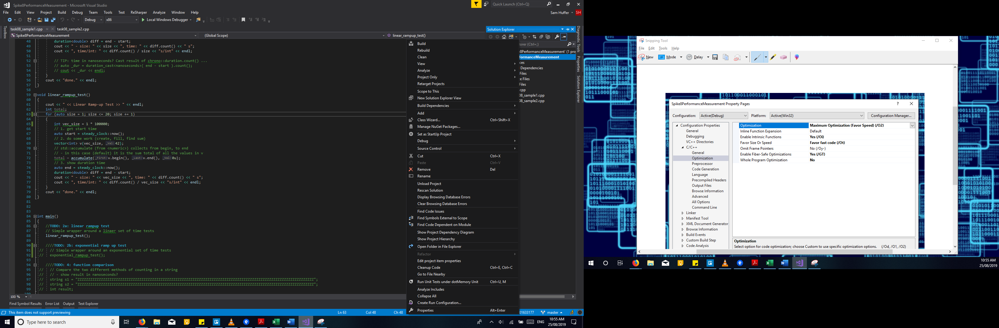 Spike8PerformanceMeasurement - Microsoft Visual Studio
Quick Launch (Ctrl+Q)
File Edit View Project Build Debug Team Tools Test ReSharper Analyze Window Help
Sam Huffer SH
Debug x86 Local Windows Debugger
Toolbox
task08_sample1.cpp task08_sample2.cpp
Spike8PerformanceMeasurement (Global Scope) linear_rampup_test()
48 duration<double> diff = end - start;
49 cout << " - size: " << size << ", time: " << diff.count() << " s";
50 cout << ", time/int: " << diff.count() / size << "s/int" << endl;
51
52 // TIP: time in nanoseconds? Cast result of chrono::duration.count() ...
53 // auto _dur = duration_cast<nanoseconds>( end - start ).count();
54 // cout << _dur << endl;
55 }
56 cout << "done." << endl;
57 }
58
59 void linear_rampup_test()
60 {
61 cout << " << Linear Ramp-up Test >> " << endl;
62 int total;
63 for (auto size = 1; size <= 20; size += 1)
64 {
65 int vec_size = 1 * 100000;
66 // 1. get start time
67 auto start = steady_clock::now();
68 // 2. do some work (create, fill, find sum)
69 vector<int> v(vec_size, _Val: 42);
70 // std::accumulate (from <numeric>) collects from begin, to end
71 // - in this case (default) it is the sum total of all the values in v
72 total = accumulate(_First: v.begin(), _Last: v.end(), _Val: 0u);
73 // 3. show duration time
74 auto end = steady_clock::now();
75 duration<double> diff = end - start;
76 cout << " - size: " << vec_size << ", time: " << diff.count() << " s";
77 cout << ", time/int: " << diff.count() / vec_size << "s/int" << endl;
78 }
79 cout << "done." << endl;
80 }
81
82
83
84 int main()
85 {
86 //TODO: 2a: linear rampup test
87 // Simple wrapper around a linaer set of time tests
88 linear_rampup_test();
89
90 ////TODO: 2b: exponential ramp up test
91 // // Simple wrapper around an exponential set of time tests
92 // exponential_rampup_test();
93
94 ////TODO: 4: function comparison
95 // // Compare the two different methods of counting in a string
96 // // - show result in nanoseconds?
99 // int result;
100 %
Find Symbol Results Error List Output Test Explorer
This item does not support previewing Ln 63 Col 48 Ch 48 01633177 master
Build
Rebuild
Clean
View
Analyze
Project Only
Retarget Projects
Scope to This
New Solution Explorer View
Build Dependencies
Add
Class Wizard... Ctrl+Shift+X
Manage NuGet Packages...
Set as StartUp Project
Debug
Source Control
Cut Ctrl+X
Paste Ctrl+V
Remove Del
Rename
Unload Project
Rescan Solution
Display Browsing Database Errors
Clear Browsing Database Errors
Find Code Issues
Find Symbols External to Scope
Find Code Dependent on Module
Show Project Dependency Diagram
Show Project Hierarchy
Open Folder in File Explorer
Refactor
Edit project item properties
Cleanup Code Ctrl+E, Ctrl+C
Go to File Nearby
Run Unit Tests under dotMemory Unit Ctrl+U, M
Analyze Includes
Collapse All
Create Run Configuration...
Properties Alt+Enter
Solution Explorer
lorer (Ctrl+;)
e8PerformanceMeasurement' (1 pro
formanceMeasurement
ces
Dependencies
Files
e Files
Files
cpp
08_sample1.cpp
08_sample2.cpp
Diagnostic Tools
Properties
Solution Explorer
Type here to search
ENG
10:55 AM
25/08/2019
Snipping Tool
File Edit Tools Help
New Mode Delay
Spike8PerformanceMeasurement Property Pages
Configuration: Active(Debug) Platform: Active(Win32) Configuration Manager...
Configuration Properties
General
Debugging
VC++ Directories
C/C++
General
Optimization
Preprocessor
Code Generation
Language
Precompiled Headers
Output Files
Browse Information
Advanced
All Options
Command Line
Linker
Manifest Tool
XML Document Generator
Browse Information
Build Events
Custom Build Step
Code Analysis
Optimization Maximum Optimization (Favor Speed) (/O2)
Inline Function Expansion Default
Enable Intrinsic Functions Yes (/Oi)
Favor Size Or Speed Favor fast code (/Ot)
Omit Frame Pointers No (/Oy-)
Enable Fiber-Safe Optimizations Yes (/GT)
Whole Program Optimization No
Optimization
Select option for code optimization; choose Custom to use specific optimization options. (/Od, /O1, /O2)
10:55 AM
25/08/2019